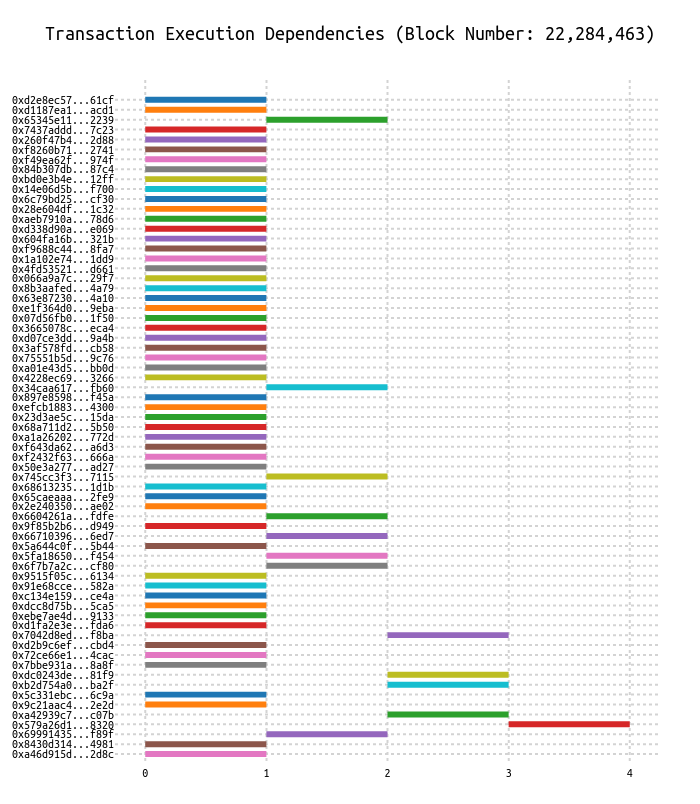 Transaction Execution Dependencies (Block Number: 22,284,463)
0xd2e8ec57...61cf
0xd1187ea1...acd1
0x65345e11...2239
0x7437addd...7c23
0x260f47b4...2d88
0xf8260b71...2741
0xf49ea62f...974f
0x84b307db...87c4
0xbd0e3b4e...12ff
0x14e06d5b...f700
0x6c79bd25...cf30
0x28e604df...1c32
0xaeb7910a...78d6
0xd338d90a...e069
0x604fa16b...321b
0xf9688c44...8fa7
0x1a102e74...1dd9
0x4fd53521...d661
0x066a9a7c...29f7
0x8b3aafed...4a79
0x63e87230...4a10
0xe1f364d0...9eba
0x07d56fb0...1f50
0x3665078c...eca4
0xd07ce3dd...9a4b
0x3af578fd...cb58
0x75551b5d...9c76
0xa01e43d5...bb0d
0x4228ec69...3266
0x34caa617...fb60
0x897e8598...f45a
0xefcb1883...4300
0x23d3ae5c...15da
0x68a711d2...5b50
0xa1a26202...772d
0xf643da62...a6d3
0xf2432f63...666a
0x50e3a277...ad27
0x745cc3f3...7115
0x68613235...1d1b
0x65caeaaa...2fe9
0x2e240350...ae02
0x6604261a...fdfe
0x9f85b2b6...d949
0x66710396...6ed7
0x5a644c0f...5b44
0x5fa18650...f454
0x6f7b7a2c...cf80
0x9515f05c...6134
0x91e68cce...582a
0xc134e159...ce4a
0xdcc8d75b...5ca5
0xebe7ae4d...9133
0xd1fa2e3e...fda6
0x7042d8ed...f8ba
0xd2b9c6ef...cbd4
0x72ce66e1...4cac
0x7bbe931a...8a8f
0xdc0243de...81f9
0xb2d754a0...ba2f
0x5c331ebc...6c9a
0x9c21aac4...2e2d
0xa42939c7...c07b
0x579a26d1...8320
0x69991435...f89f
0x8430d314...4981
0xa46d915d...2d8c
0 1 2 3 4